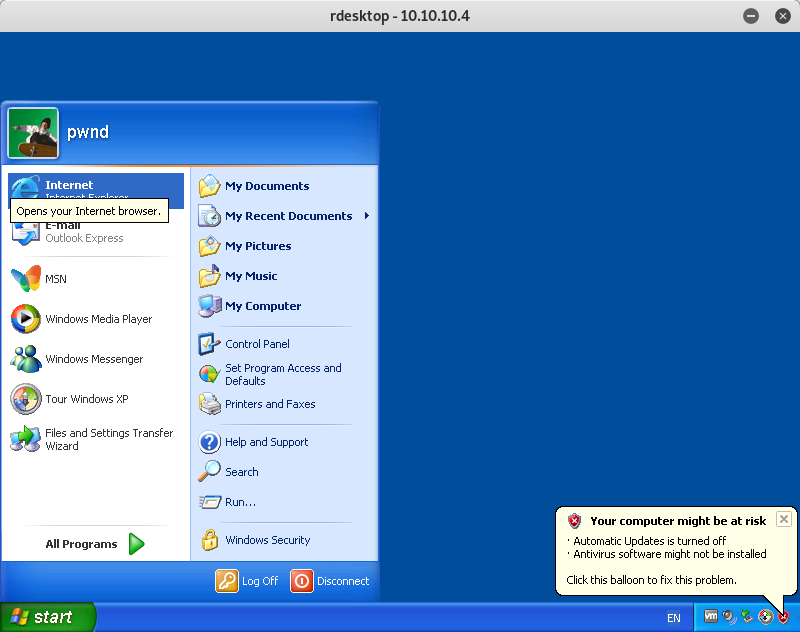 rdesktop - 10.10.10.4
pwnd
Internet
Internet Explorer
Opens your Internet browser.
E-mail
Outlook Express
MSN
Windows Media Player
Windows Messenger
Tour Windows XP
Files and Settings Transfer
Wizard
All Programs
My Documents
My Recent Documents
My Pictures
My Music
My Computer
Control Panel
Set Program Access and
Defaults
Printers and Faxes
Help and Support
Search
Run...
Windows Security
Log Off
Disconnect
Your computer might be at risk
· Automatic Updates is turned off
· Antivirus software might not be installed
Click this balloon to fix this problem.
start
EN
vm